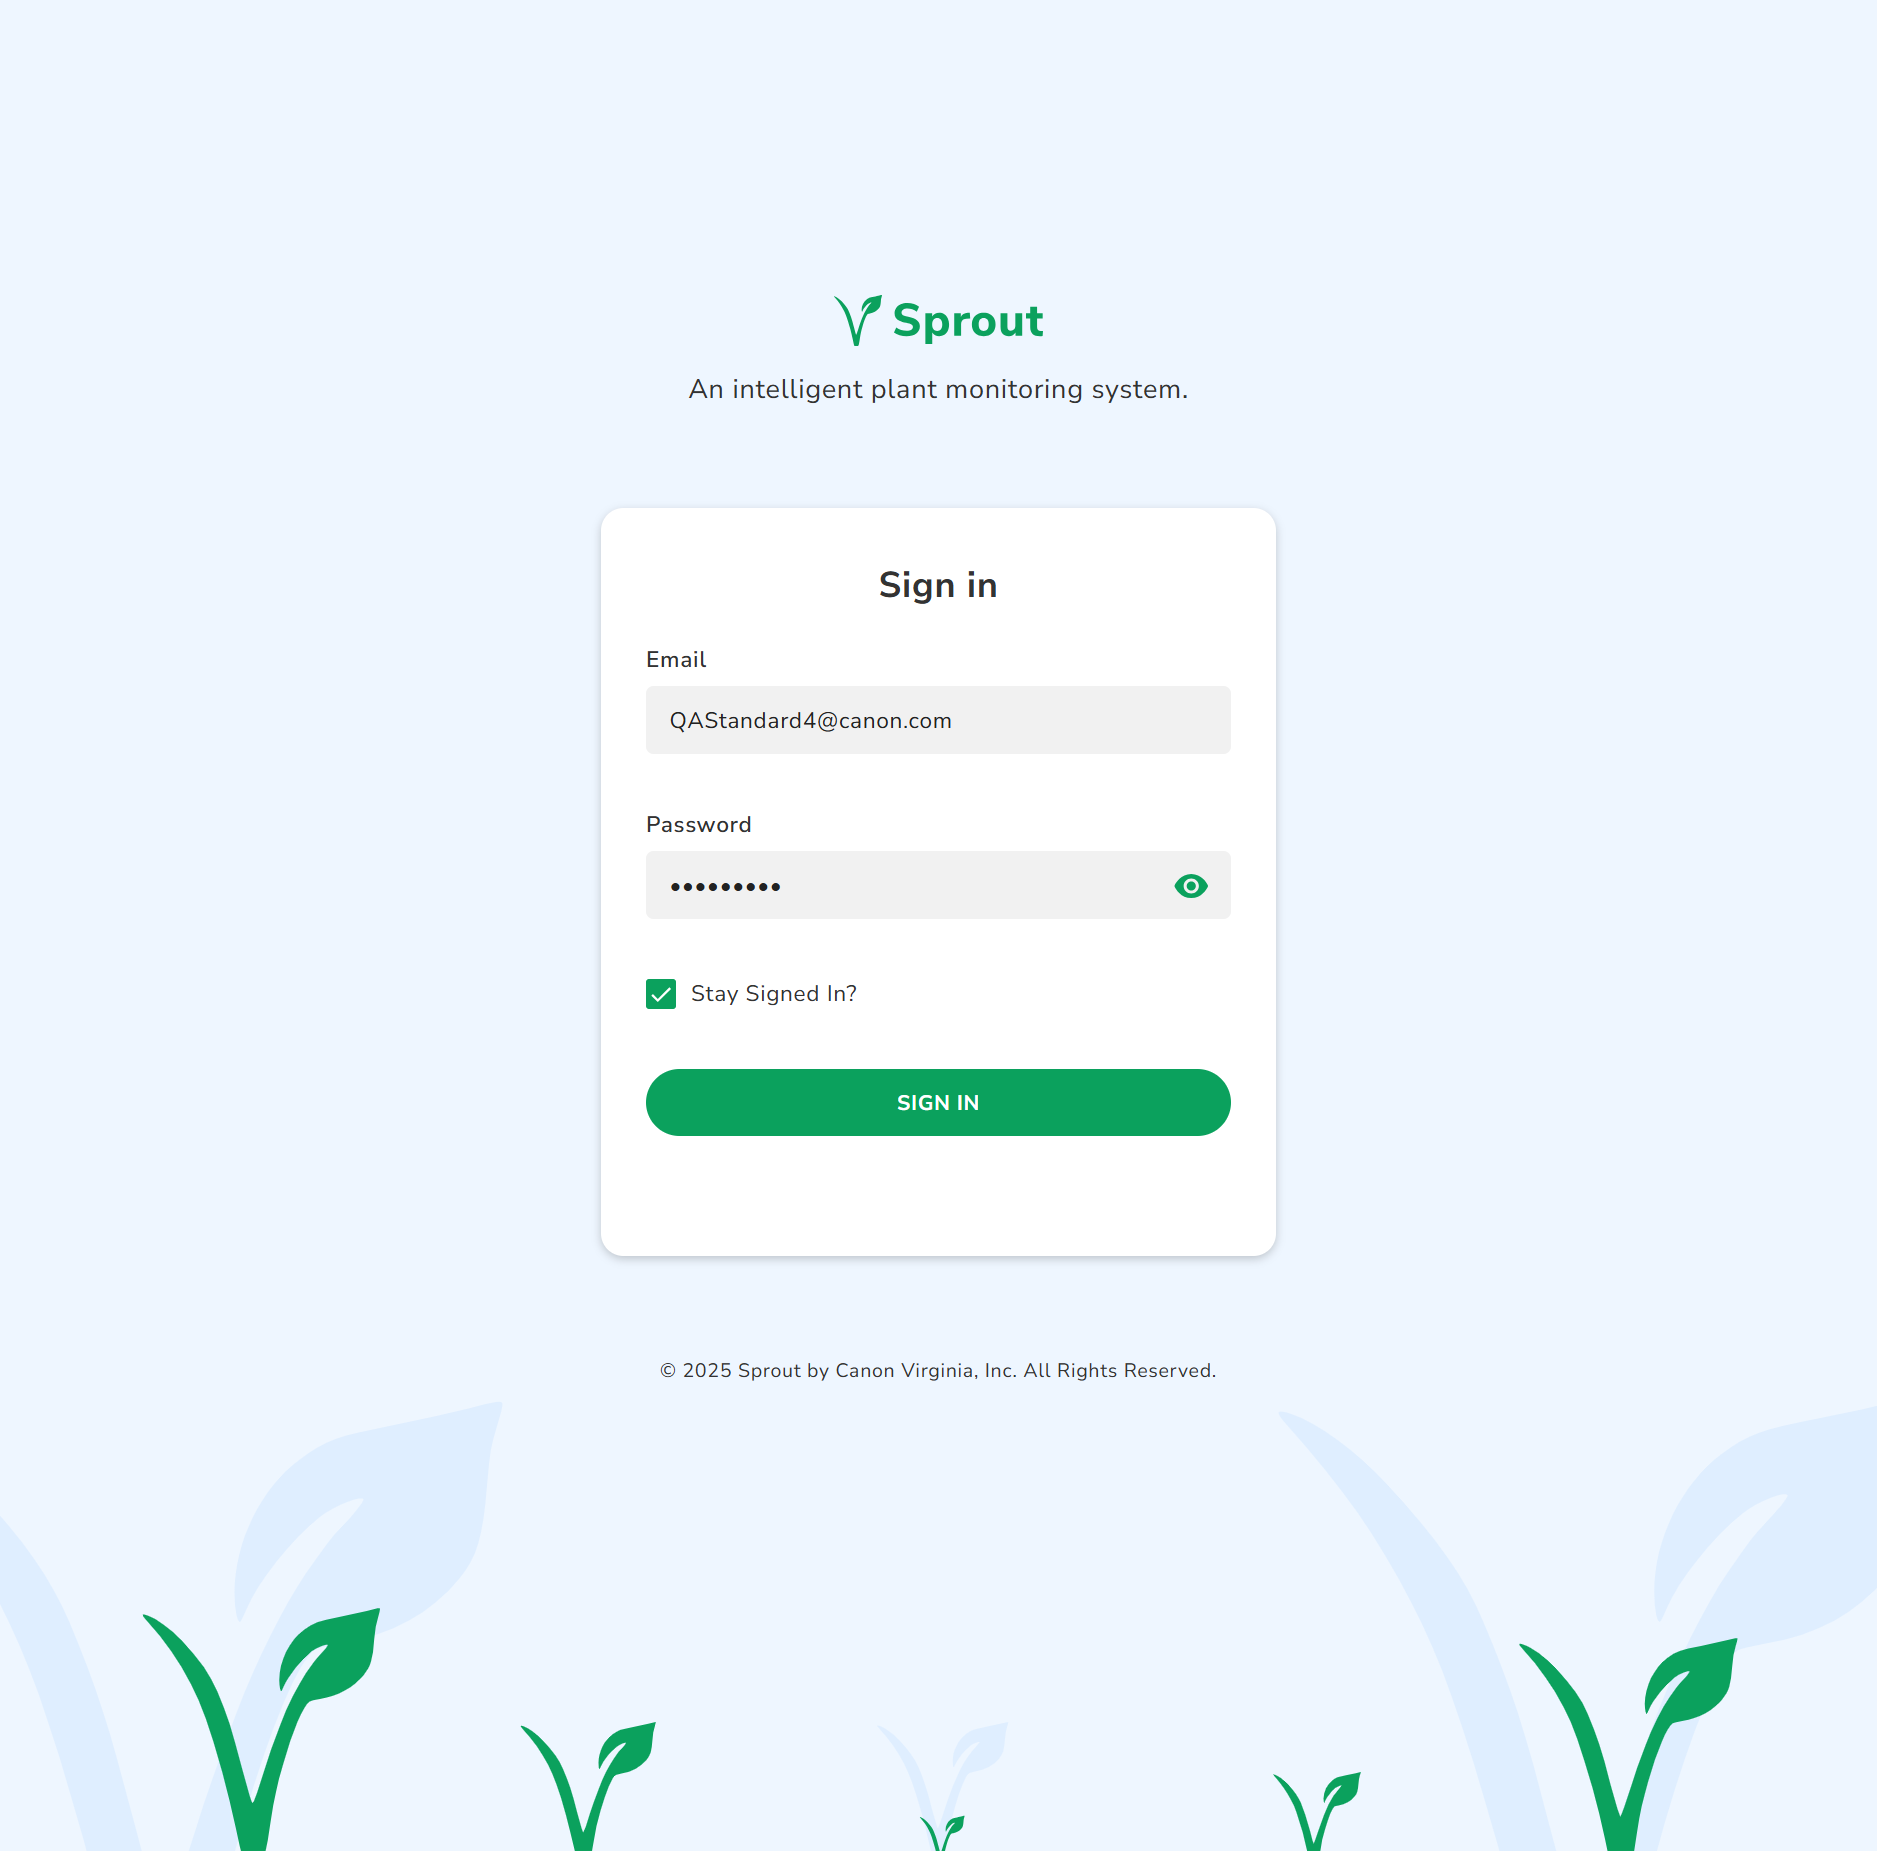 Sprout
An intelligent plant monitoring system.
Sign in
Email
QAStandard4@canon.com
Password
•••••••••
Stay Signed In?
SIGN IN
© 2025 Sprout by Canon Virginia, Inc. All Rights Reserved.